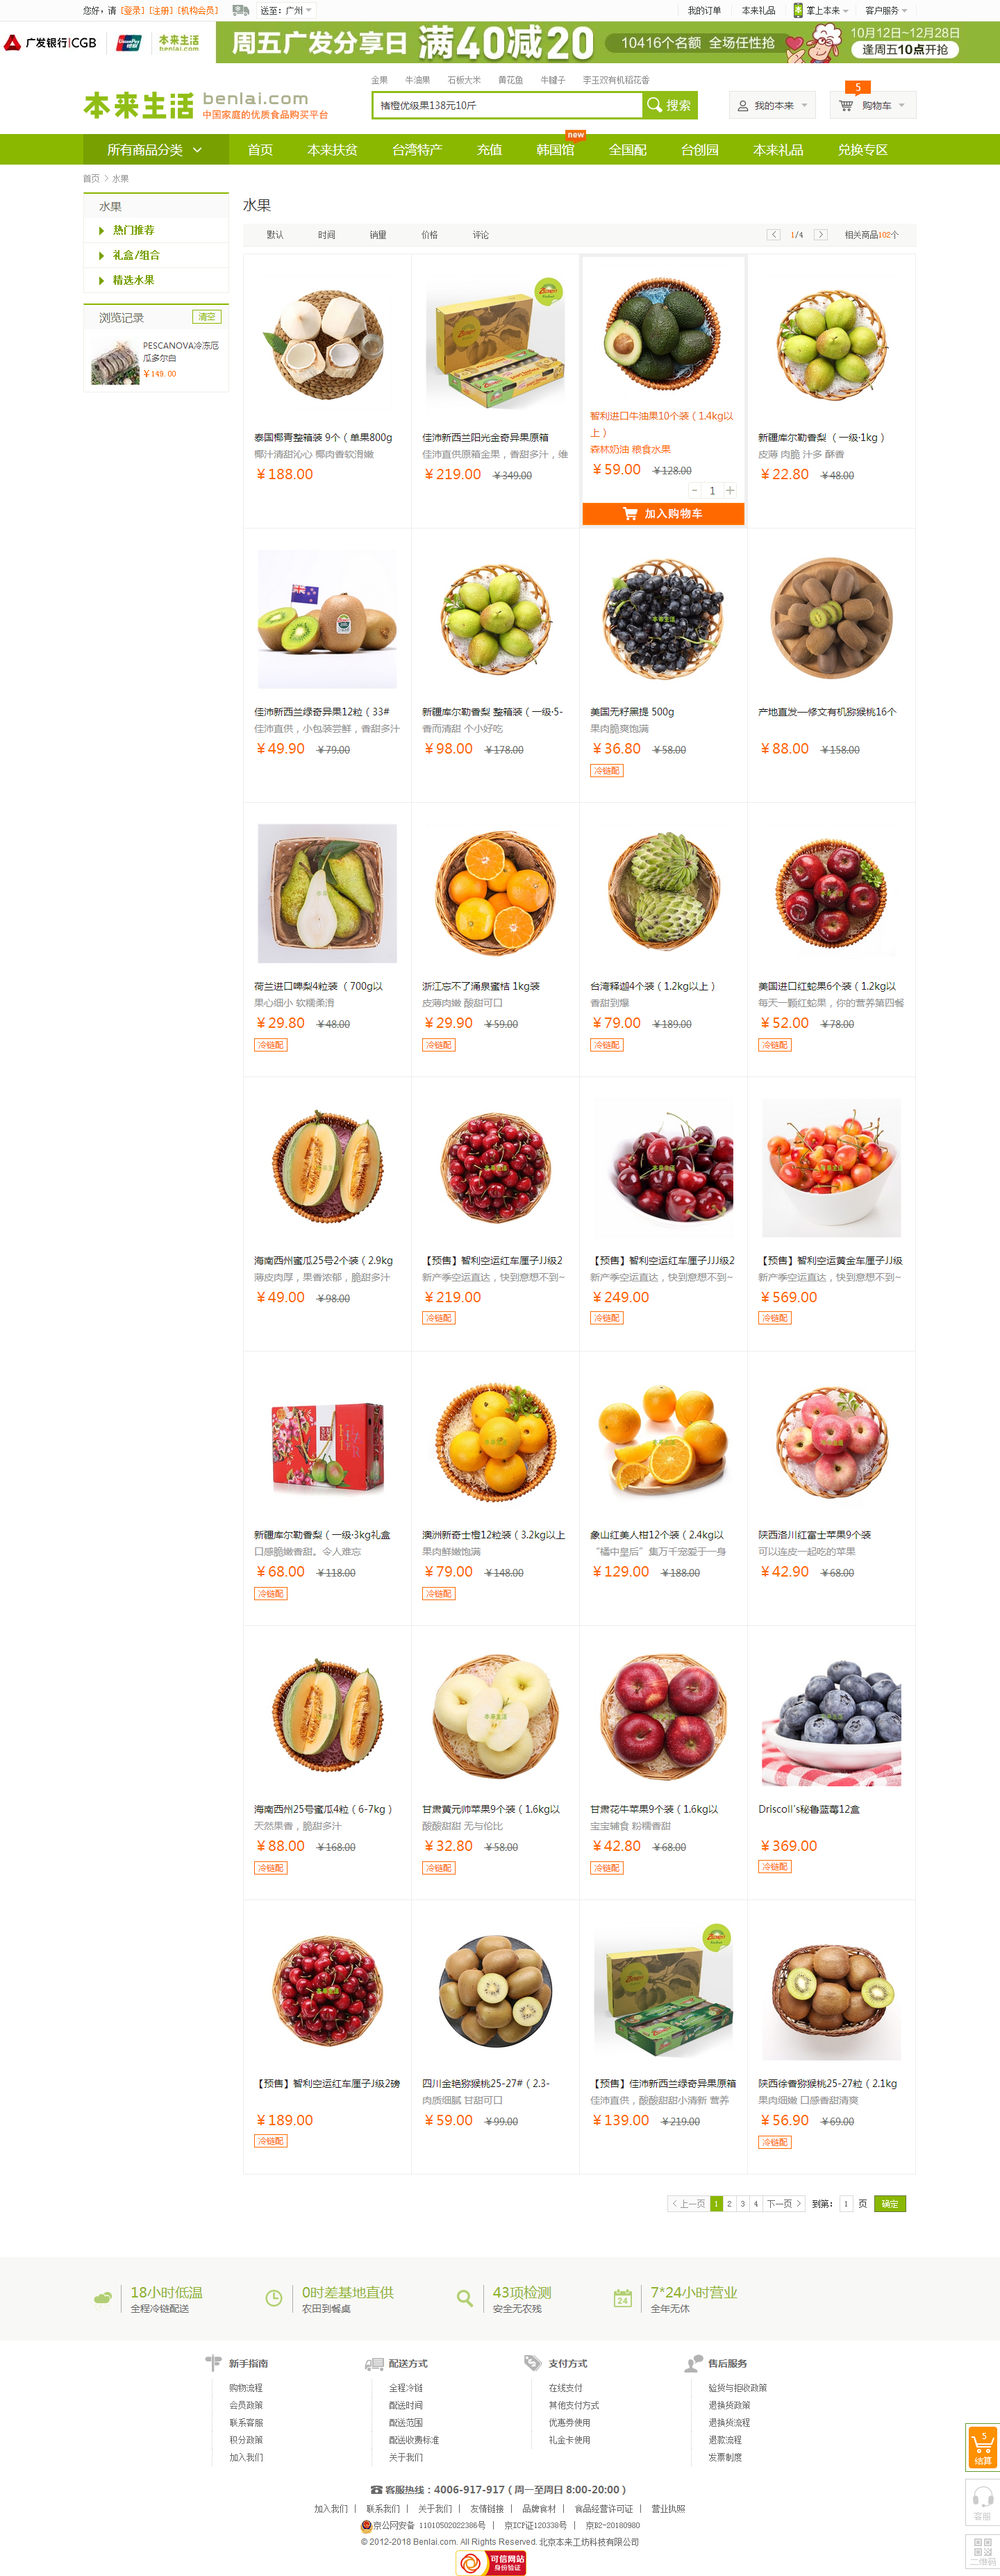 您好，请 [登录] [注册] [机构会员] 送至：广州
我的订单 本来礼品 掌上本来 客户服务
广发银行|CGB 本来生活 benlai.com 周五广发分享日 满40减20 10416个名额 全场任性抢 10月12日~12月28日
逢周五10点开抢
金果 牛油果 石板大米 黄花鱼 牛腱子 李玉双有机稻花香
本来生活 benlai.com
中国家庭的优质食品购买平台
褚橙优级果138元10斤 搜索 我的本来 5 购物车
new
所有商品分类 首页 本来扶贫 台湾特产 充值 韩国馆 全国配 台创园 本来礼品 兑换专区
首页 > 水果
水果
热门推荐
礼盒/组合
精选水果
浏览记录 清空
PESCANOVA冷冻厄
瓜多尔白
￥149.00
水果
默认 时间 销量 价格 评论 < 1/4 > 相关商品102个
泰国椰青整箱装 9个（单果800g
椰汁清甜沁心 椰肉香软滑嫩
￥188.00
佳沛新西兰阳光金奇异果原箱
佳沛直供原箱金果，香甜多汁，维
￥219.00 ￥349.00
智利进口牛油果10个装（1.4kg以
上）
森林奶油 粮食水果
￥59.00 ￥128.00
- 1 +
加入购物车
新疆库尔勒香梨 （一级·1kg）
皮薄 肉脆 汁多 酥香
￥22.80 ￥48.00
佳沛新西兰绿奇异果12粒（33#
佳沛直供，小包装尝鲜，香甜多汁
￥49.90 ￥79.00
新疆库尔勒香梨 整箱装（一级·5-
香而清甜 个小好吃
￥98.00 ￥178.00
美国无籽黑提 500g
果肉脆爽饱满
￥36.80 ￥58.00
冷链配
产地直发—修文有机猕猴桃16个
￥88.00 ￥158.00
荷兰进口啤梨4粒装 （700g以
果心细小 软糯柔滑
￥29.80 ￥48.00
冷链配
浙江忘不了涌泉蜜桔 1kg装
皮薄肉嫩 酸甜可口
￥29.90 ￥59.00
冷链配
台湾释迦4个装（1.2kg以上）
香甜到爆
￥79.00 ￥189.00
冷链配
美国进口红蛇果6个装（1.2kg以
每天一颗红蛇果，你的营养第四餐
￥52.00 ￥78.00
冷链配
海南西州蜜瓜25号2个装（2.9kg
薄皮肉厚，果香浓郁，脆甜多汁
￥49.00 ￥98.00
【预售】智利空运红车厘子JJ级2
新产季空运直达，快到意想不到~
￥219.00
冷链配
【预售】智利空运红车厘子JJJ级2
新产季空运直达，快到意想不到~
￥249.00
冷链配
【预售】智利空运黄金车厘子JJ级
新产季空运直达，快到意想不到~
￥569.00
冷链配
新疆库尔勒香梨（一级·3kg礼盒
口感脆嫩香甜。令人难忘
￥68.00 ￥118.00
冷链配
澳洲新奇士橙12粒装（3.2kg以上
果肉鲜嫩饱满
￥79.00 ￥148.00
冷链配
象山红美人柑12个装（2.4kg以
“橘中皇后”集万千宠爱于一身
￥129.00 ￥188.00
陕西洛川红富士苹果9个装
可以连皮一起吃的苹果
￥42.90 ￥68.00
海南西州25号蜜瓜4粒（6-7kg）
天然果香，脆甜多汁
￥88.00 ￥168.00
冷链配
甘肃黄元帅苹果9个装（1.6kg以
酸酸甜甜 无与伦比
￥32.80 ￥58.00
冷链配
甘肃花牛苹果9个装（1.6kg以
宝宝辅食 粉糯香甜
￥42.80 ￥68.00
冷链配
Driscoll's秘鲁蓝莓12盒
￥369.00
冷链配
【预售】智利空运红车厘子J级2磅
￥189.00
冷链配
四川金艳猕猴桃25-27#（2.3-
肉质细腻 甘甜可口
￥59.00 ￥99.00
【预售】佳沛新西兰绿奇异果原箱
佳沛直供，酸酸甜甜小清新 营养
￥139.00 ￥219.00
陕西徐香猕猴桃25-27粒（2.1kg
果肉细嫩 口感香甜清爽
￥56.90 ￥69.00
冷链配
< 上一页 1 2 3 4 下一页 > 到第： 1 页 确定
18小时低温
全程冷链配送
0时差基地直供
农田到餐桌
43项检测
安全无农残
24
7*24小时营业
全年无休
新手指南
购物流程
会员政策
联系客服
积分政策
加入我们
配送方式
全程冷链
配送时间
配送范围
配送收费标准
关于我们
支付方式
在线支付
其他支付方式
优惠券使用
礼金卡使用
售后服务
验货与拒收政策
退换货政策
退换货流程
退款流程
发票制度
5
结算
客服
二维码
客服热线：4006-917-917（周一至周日 8:00-20:00）
加入我们 | 联系我们 | 关于我们 | 友情链接 | 品牌食材 | 食品经营许可证 | 营业执照
京公网安备 11010502022386号 | 京ICP证120338号 | 京B2-20180980
© 2012-2018 Benlai.com. All Rights Reserved. 北京本来工坊科技有限公司
可信网站
身份验证